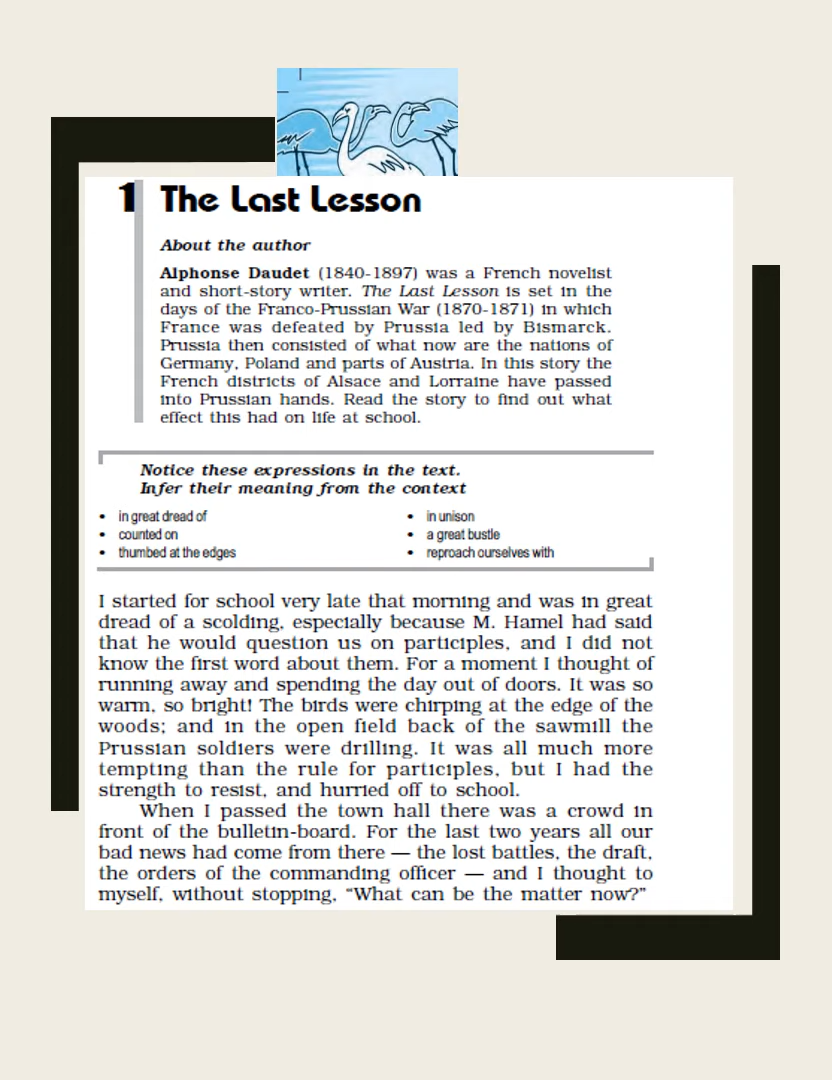 1 The Last Lesson
About the author
Alphonse Daudet (1840-1897) was a French novelist
and short-story writer. The Last Lesson is set in the
days of the Franco-Prussian War (1870-1871) in which
France was defeated by Prussia led by Bismarck.
Prussia then consisted of what now are the nations of
Germany, Poland and parts of Austria. In this story the
French districts of Alsace and Lorraine have passed
into Prussian hands. Read the story to find out what
effect this had on life at school.
Notice these expressions in the text.
Infer their meaning from the context
• in great dread of
• counted on
• thumbed at the edges
• in unison
• a great bustle
• reproach ourselves with
I started for school very late that morning and was in great
dread of a scolding, especially because M. Hamel had said
that he would question us on participles, and I did not
know the first word about them. For a moment I thought of
running away and spending the day out of doors. It was so
warm, so bright! The birds were chirping at the edge of the
woods; and in the open field back of the sawmill the
Prussian soldiers were drilling. It was all much more
tempting than the rule for participles, but I had the
strength to resist, and hurried off to school.
When I passed the town hall there was a crowd in
front of the bulletin-board. For the last two years all our
bad news had come from there — the lost battles, the draft,
the orders of the commanding officer — and I thought to
myself, without stopping, “What can be the matter now?”